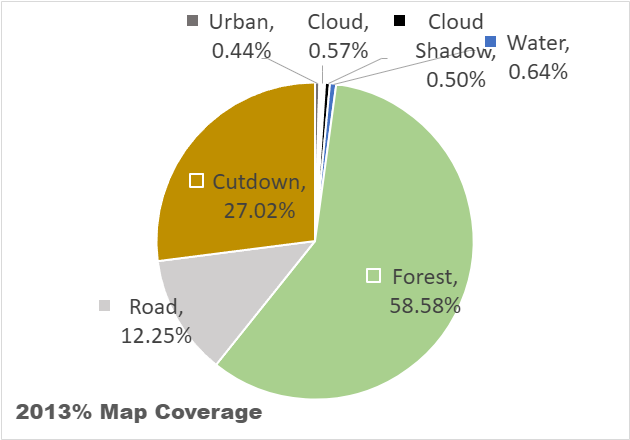 Urban,
0.44%
Cloud,
0.57%
Cloud
Shadow,
0.50%
Water,
0.64%
Cutdown,
27.02%
Forest,
58.58%
Road,
12.25%
2013% Map Coverage